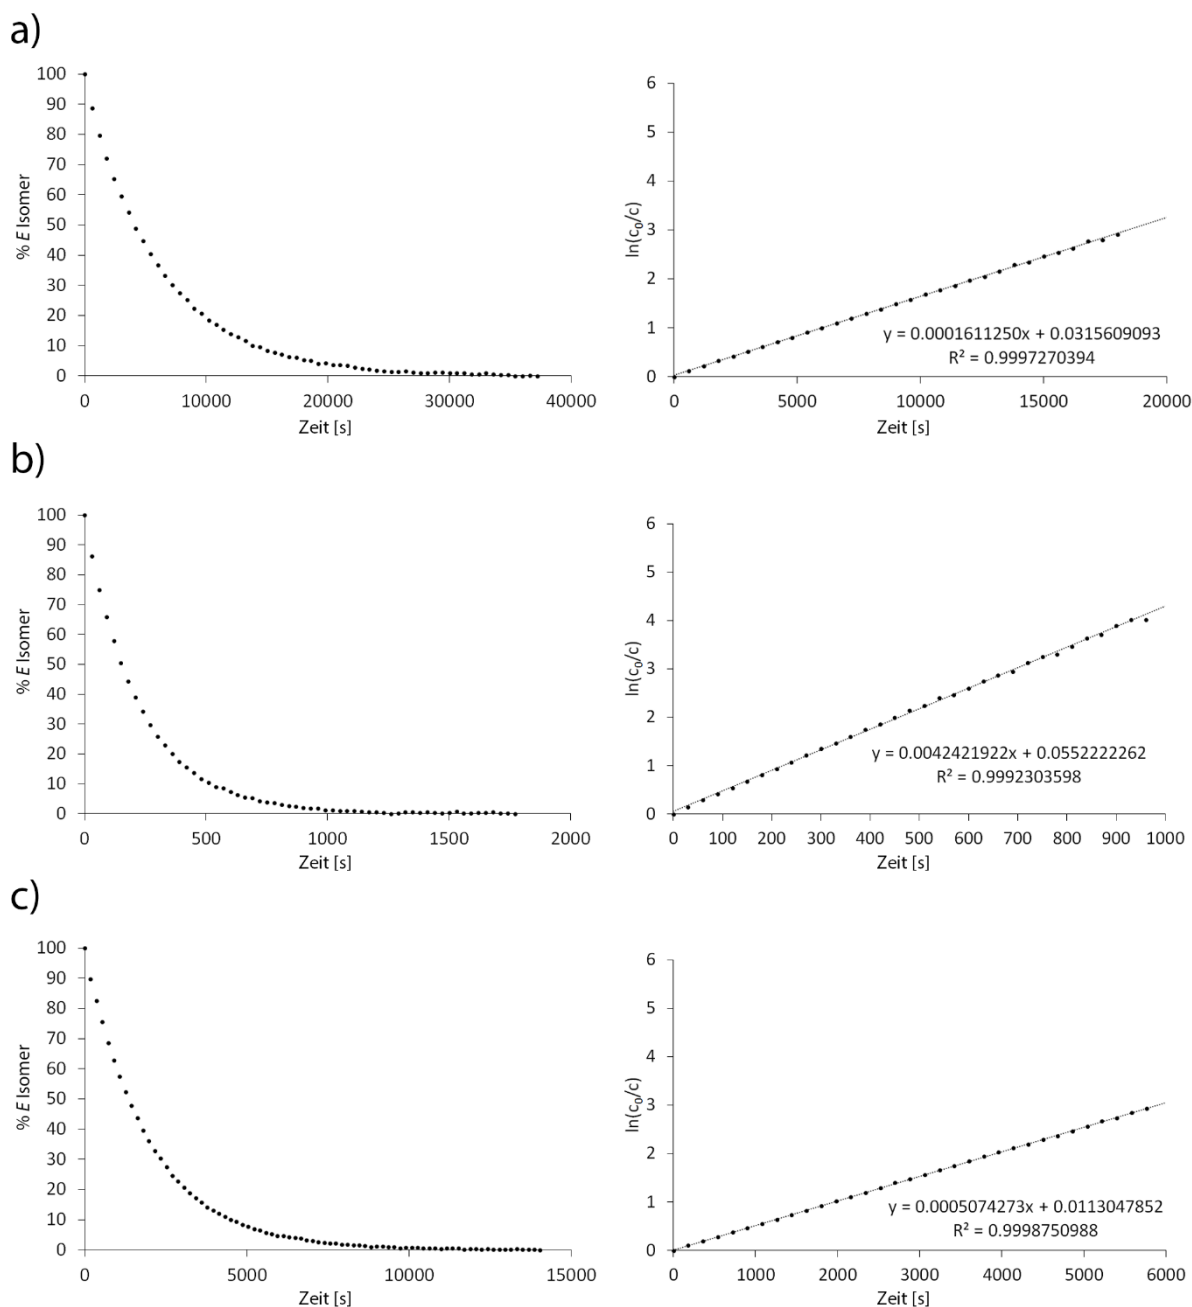 a)
100
90
80
70
60
50
40
30
20
10
0
% E Isomer
0 10000 20000 30000 40000
Zeit [s]
6
5
4
3
2
1
0
ln(c₀/c)
y = 0.0001611250x + 0.0315609093
R² = 0.9997270394
0 5000 10000 15000 20000
Zeit [s]
b)
100
90
80
70
60
50
40
30
20
10
0
% E Isomer
0 500 1000 1500 2000
Zeit [s]
6
5
4
3
2
1
0
ln(c₀/c)
y = 0.0042421922x + 0.0552222262
R² = 0.9992303598
0 100 200 300 400 500 600 700 800 900 1000
Zeit [s]
c)
100
90
80
70
60
50
40
30
20
10
0
% E Isomer
0 5000 10000 15000
Zeit [s]
6
5
4
3
2
1
0
ln(c₀/c)
y = 0.0005074273x + 0.0113047852
R² = 0.9998750988
0 1000 2000 3000 4000 5000 6000
Zeit [s]